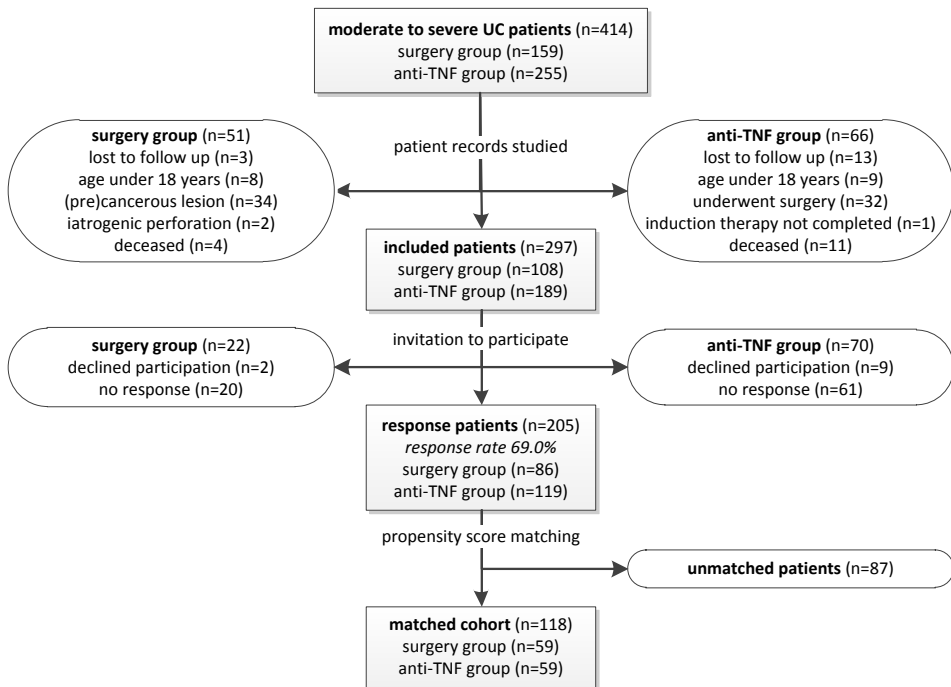 moderate to severe UC patients (n=414)
surgery group (n=159)
anti-TNF group (n=255)
patient records studied
surgery group (n=51)
lost to follow up (n=3)
age under 18 years (n=8)
(pre)cancerous lesion (n=34)
iatrogenic perforation (n=2)
deceased (n=4)
anti-TNF group (n=66)
lost to follow up (n=13)
age under 18 years (n=9)
underwent surgery (n=32)
induction therapy not completed (n=1)
deceased (n=11)
included patients (n=297)
surgery group (n=108)
anti-TNF group (n=189)
invitation to participate
surgery group (n=22)
declined participation (n=2)
no response (n=20)
anti-TNF group (n=70)
declined participation (n=9)
no response (n=61)
response patients (n=205)
response rate 69.0%
surgery group (n=86)
anti-TNF group (n=119)
propensity score matching
unmatched patients (n=87)
matched cohort (n=118)
surgery group (n=59)
anti-TNF group (n=59)